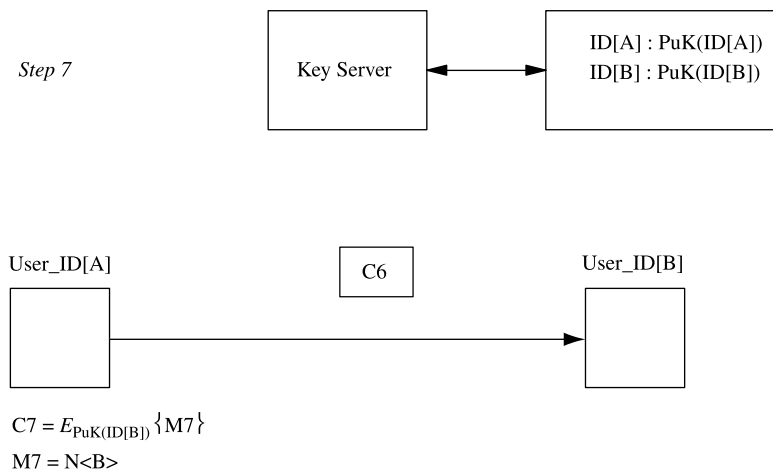 Step 7
Key Server
ID[A] : PuK(ID[A])
ID[B] : PuK(ID[B])
User_ID[A]
C6
User_ID[B]
C7 = E_PuK(ID[B]) {M7}
M7 = N<B>